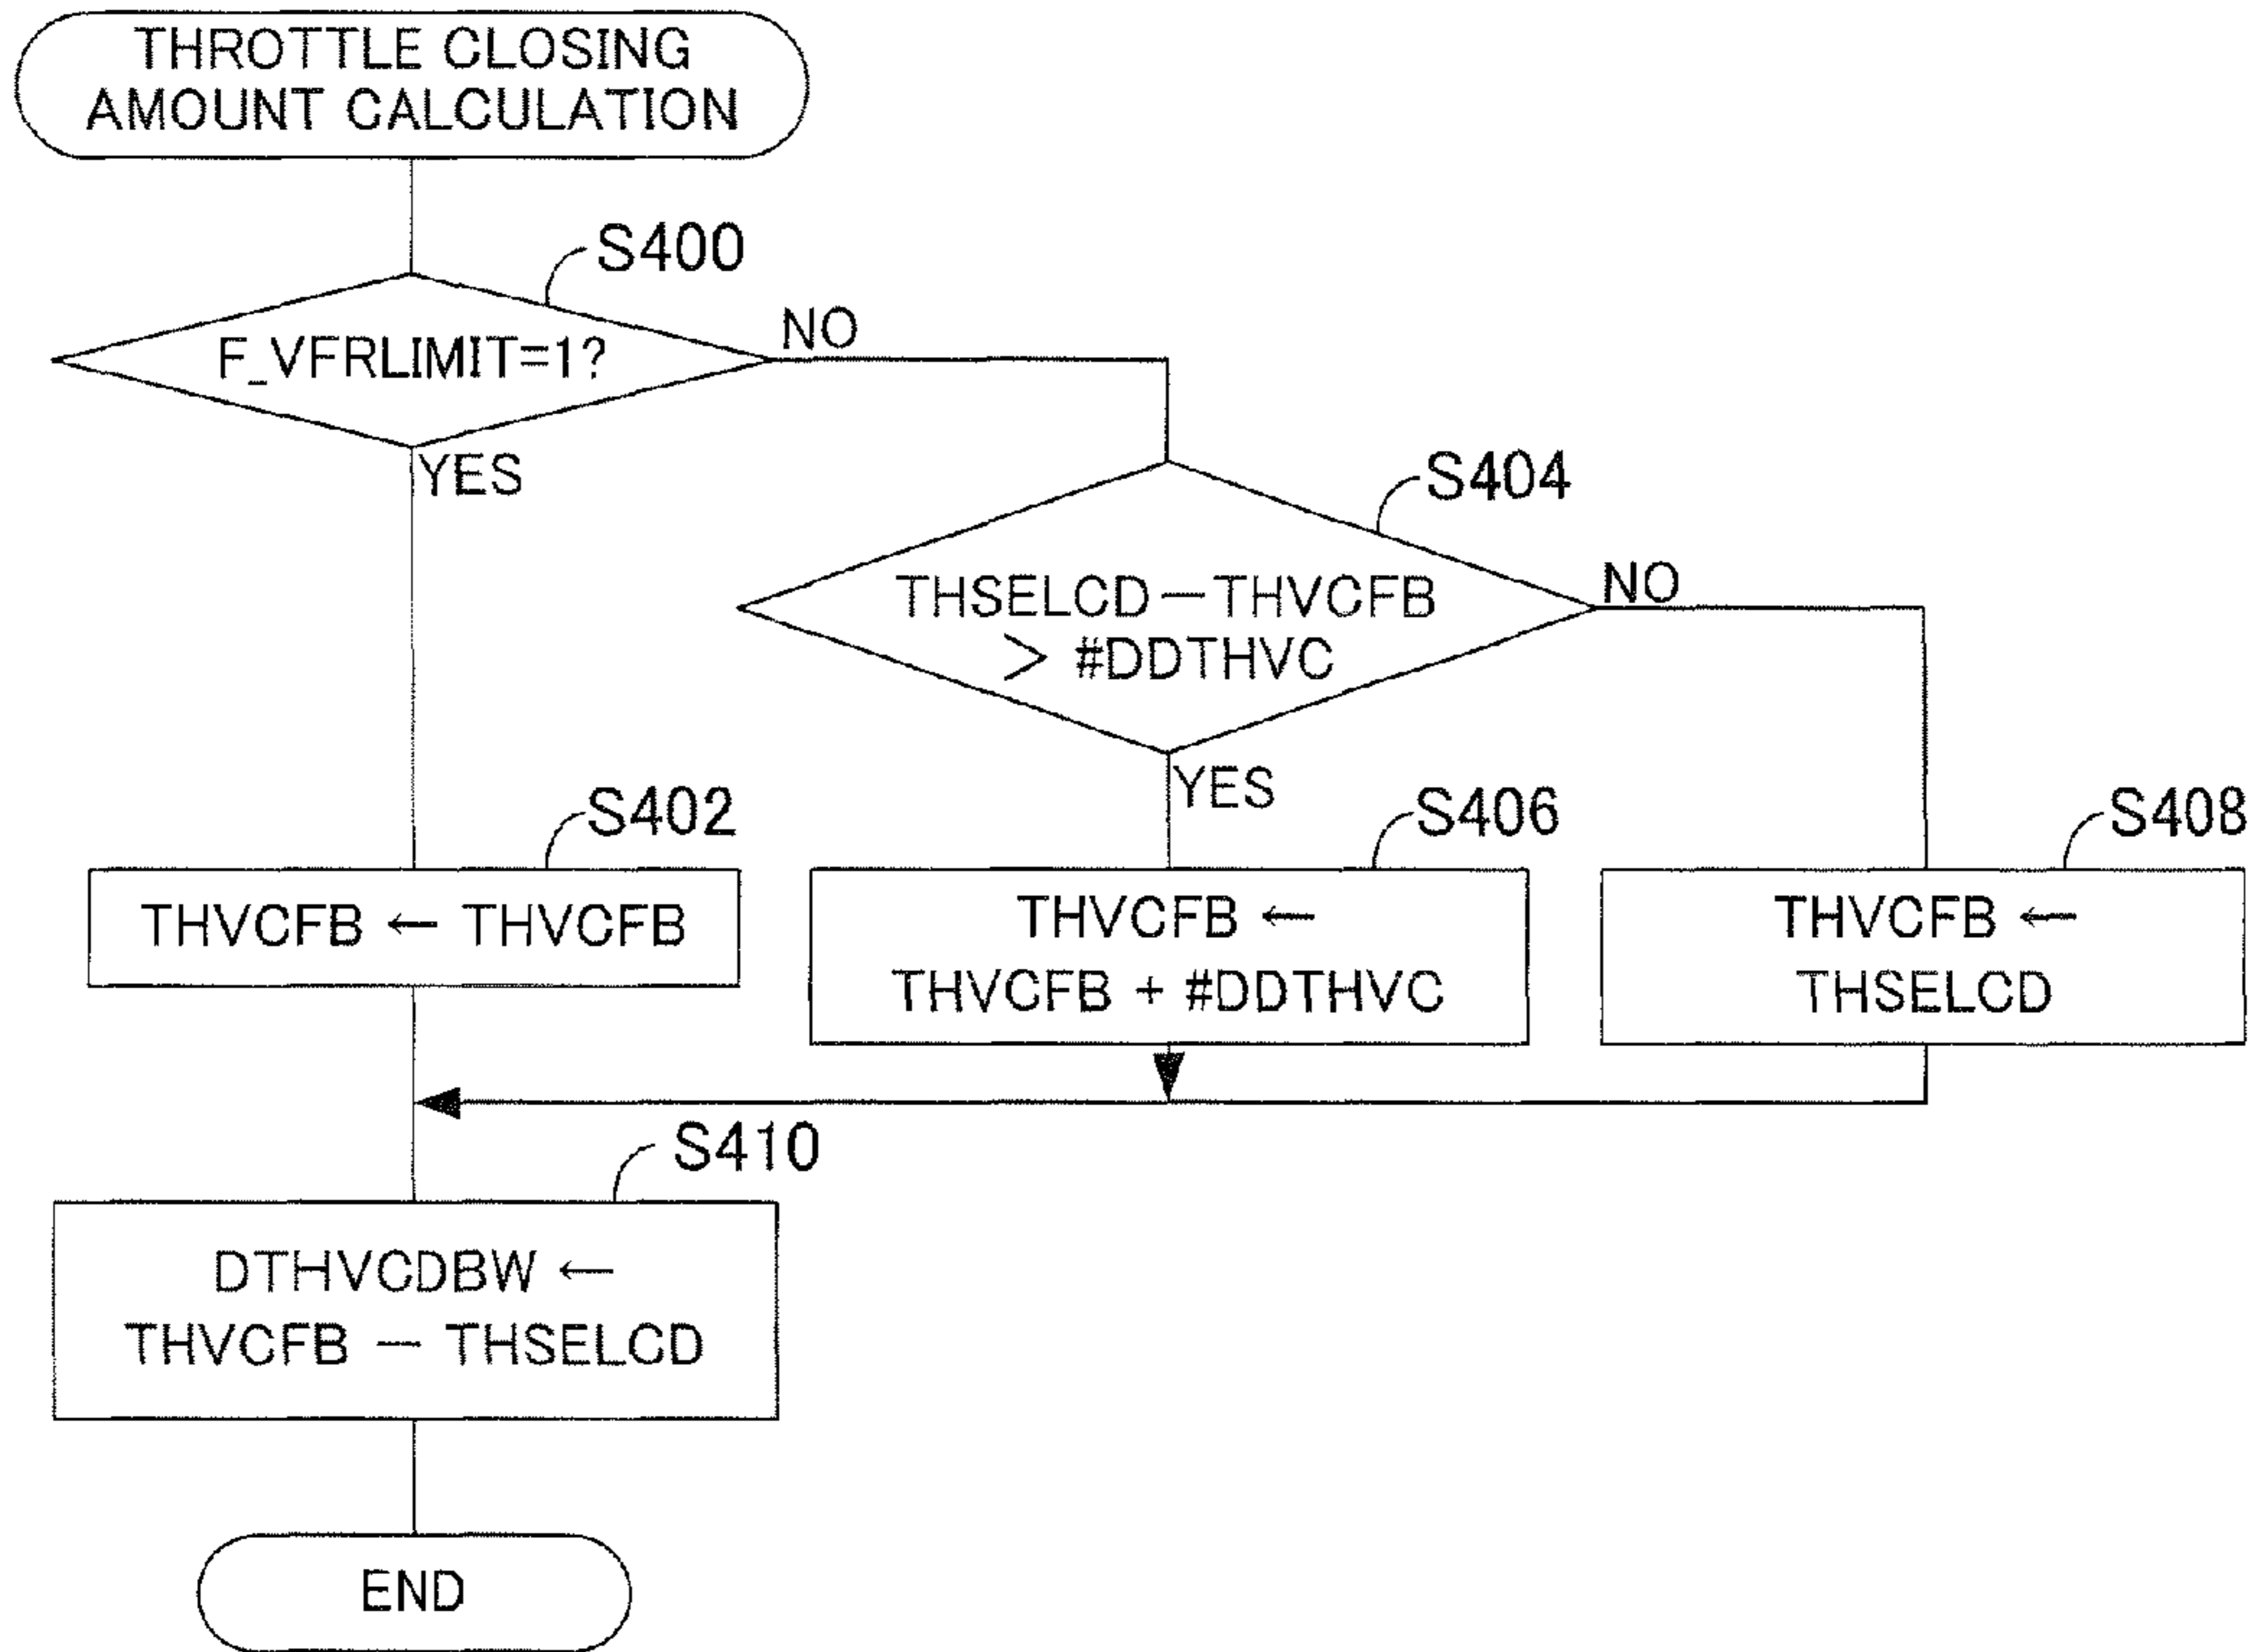 THROTTLE CLOSING
AMOUNT CALCULATION
S400
F_VFRLIMIT=1?
NO
YES
S404
THSELCD－THVCFB
＞ #DDTHVC
NO
YES
S402
THVCFB ← THVCFB
S406
THVCFB ←
THVCFB + #DDTHVC
S408
THVCFB ←
THSELCD
S410
DTHVCDBW ←
THVCFB － THSELCD
END